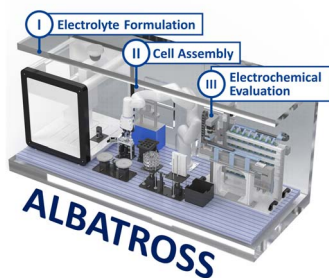 I Electrolyte Formulation
II Cell Assembly
III Electrochemical
Evaluation
ALBATROSS